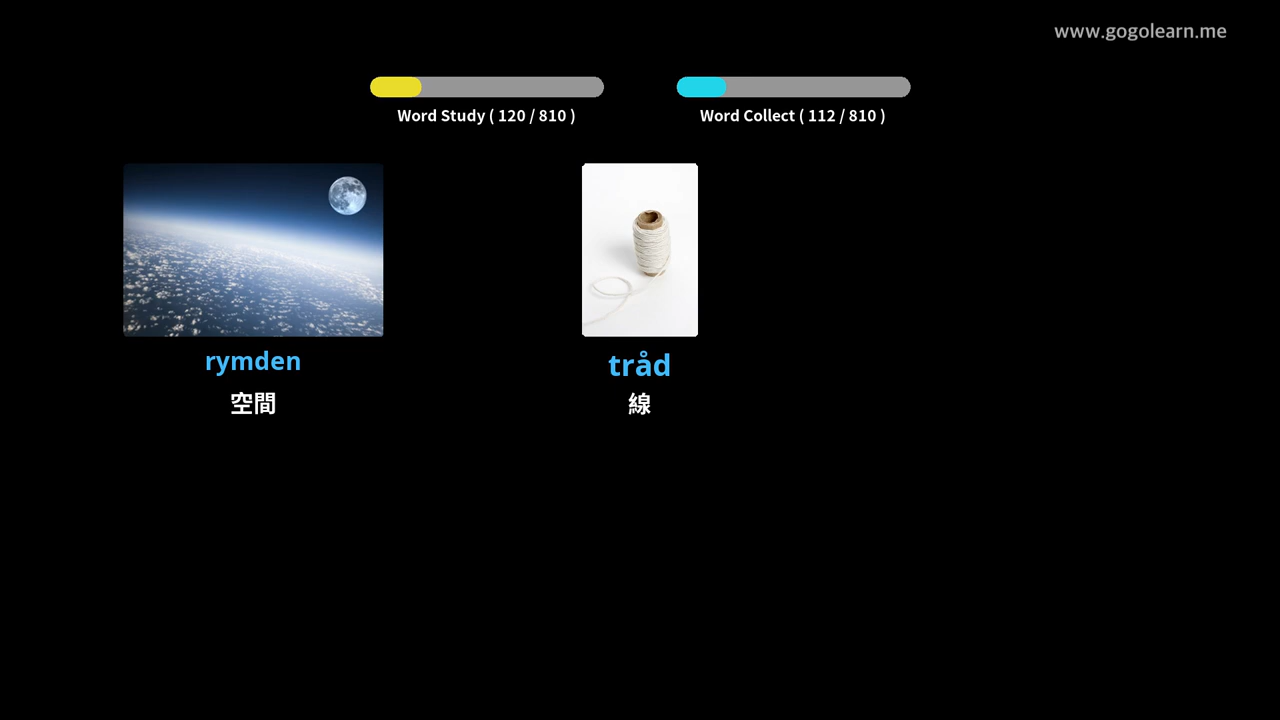 www.gogolearn.me
Word Study ( 120 / 810 )
Word Collect ( 112 / 810 )
rymden
空間
tråd
線